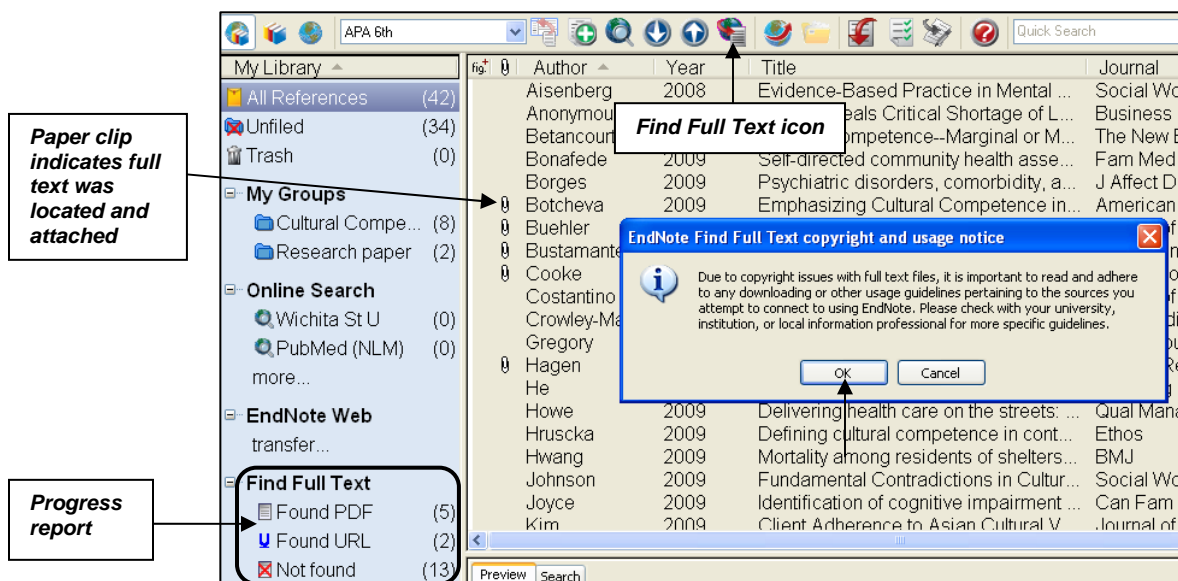 APA 6th
Quick Search
My Library
All References (42)
Unfiled (34)
Trash (0)
My Groups
Cultural Compe... (8)
Research paper (2)
Online Search
Wichita St U (0)
PubMed (NLM) (0)
more...
EndNote Web
transfer...
Find Full Text
Found PDF (5)
Found URL (2)
Not found (13)
Paper clip
indicates full
text was
located and
attached
Progress
report
Find Full Text icon
fig. Author Year Title Journal
Aisenberg 2008 Evidence-Based Practice in Mental ... Social Wo
Anonymou eals Critical Shortage of L... Business
Betancourt ompetence--Marginal or M... The New E
Bonafede 2009 Self-directed community health asse... Fam Med
Borges 2009 Psychiatric disorders, comorbidity, a... J Affect D
Botcheva 2009 Emphasizing Cultural Competence in... American
Buehler
Bustamante
Cooke
Costantino
Crowley-Ma
Gregory
Hagen
He
Howe 2009 Delivering health care on the streets: ... Qual Mana
Hruscka 2009 Defining cultural competence in cont... Ethos
Hwang 2009 Mortality among residents of shelters... BMJ
Johnson 2009 Fundamental Contradictions in Cultur... Social Wo
Joyce 2009 Identification of cognitive impairment ... Can Fam
Kim 2009 Client Adherence to Asian Cultural V... Journal of
EndNote Find Full Text copyright and usage notice
Due to copyright issues with full text files, it is important to read and adhere
to any downloading or other usage guidelines pertaining to the sources you
attempt to connect to using EndNote. Please check with your university,
institution, or local information professional for more specific guidelines.
OK Cancel
Preview Search